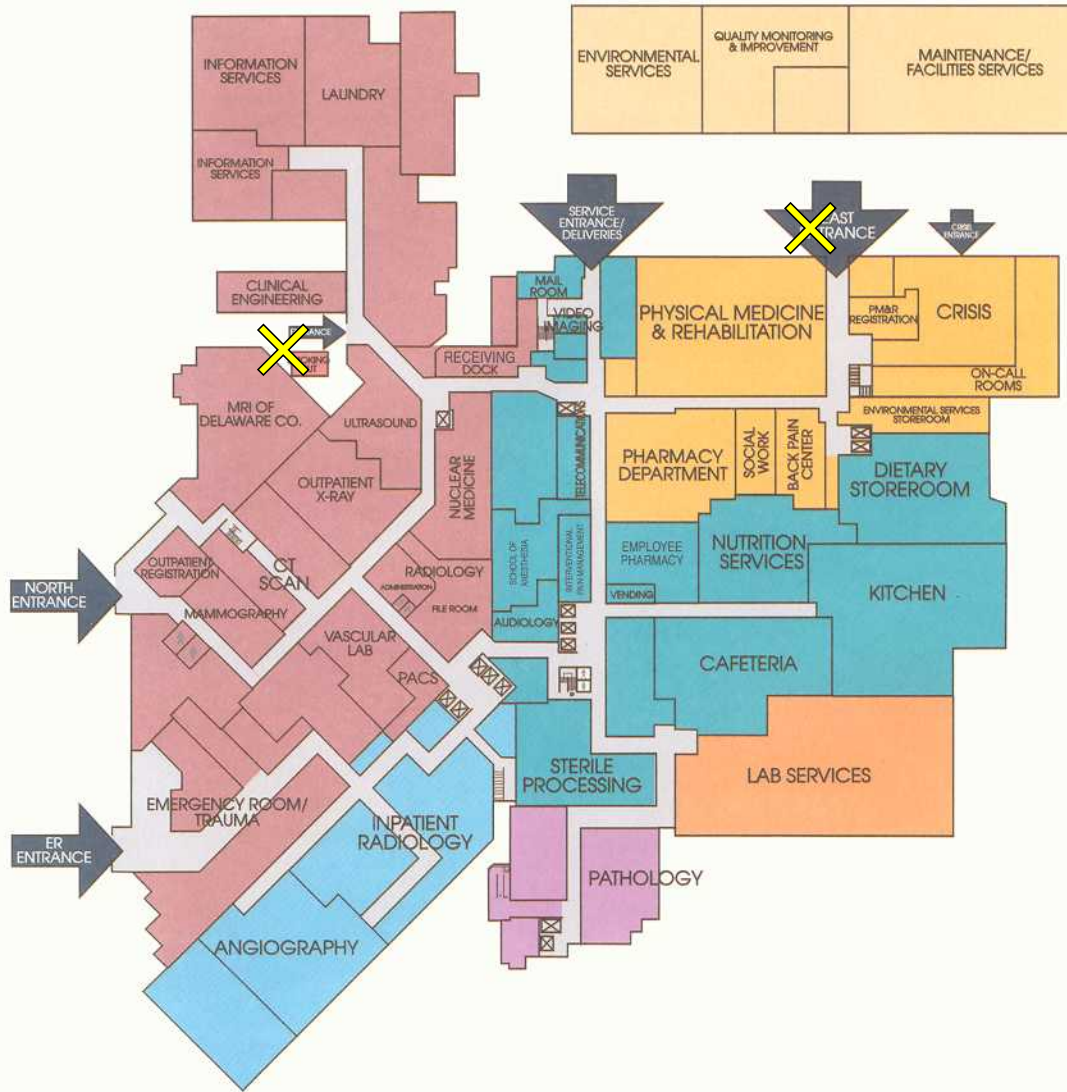 INFORMATION
SERVICES
LAUNDRY
ENVIRONMENTAL
SERVICES
QUALITY MONITORING
& IMPROVEMENT
MAINTENANCE/
FACILITIES SERVICES
INFORMATION
SERVICES
SERVICE
ENTRANCE/
DELIVERIES
EAST
ENTRANCE
CRISIS
ENTRANCE
CLINICAL
ENGINEERING
MAIL
ROOM
VIDEO
IMAGING
PHYSICAL MEDICINE
& REHABILITATION
PM&R
REGISTRATION
CRISIS
ENTRANCE
RECEIVING
DOCK
ON-CALL
ROOMS
MRI OF
DELAWARE CO.
ULTRASOUND
ENVIRONMENTAL SERVICES
STOREROOM
TELECOMMUNICATIONS
PHARMACY
DEPARTMENT
SOCIAL
WORK
BACK PAIN
CENTER
DIETARY
STOREROOM
OUTPATIENT
X-RAY
NUCLEAR
MEDICINE
SCHOOL OF
ANESTHESIA
INTERVENTIONAL
PAIN MANAGEMENT
EMPLOYEE
PHARMACY
NUTRITION
SERVICES
KITCHEN
OUTPATIENT
REGISTRATION
CT
SCAN
RADIOLOGY
ADMINISTRATION
FILE ROOM
VENDING
NORTH
ENTRANCE
MAMMOGRAPHY
AUDIOLOGY
VASCULAR
LAB
PACS
CAFETERIA
STERILE
PROCESSING
LAB SERVICES
EMERGENCY ROOM/
TRAUMA
INPATIENT
RADIOLOGY
ER
ENTRANCE
PATHOLOGY
ANGIOGRAPHY